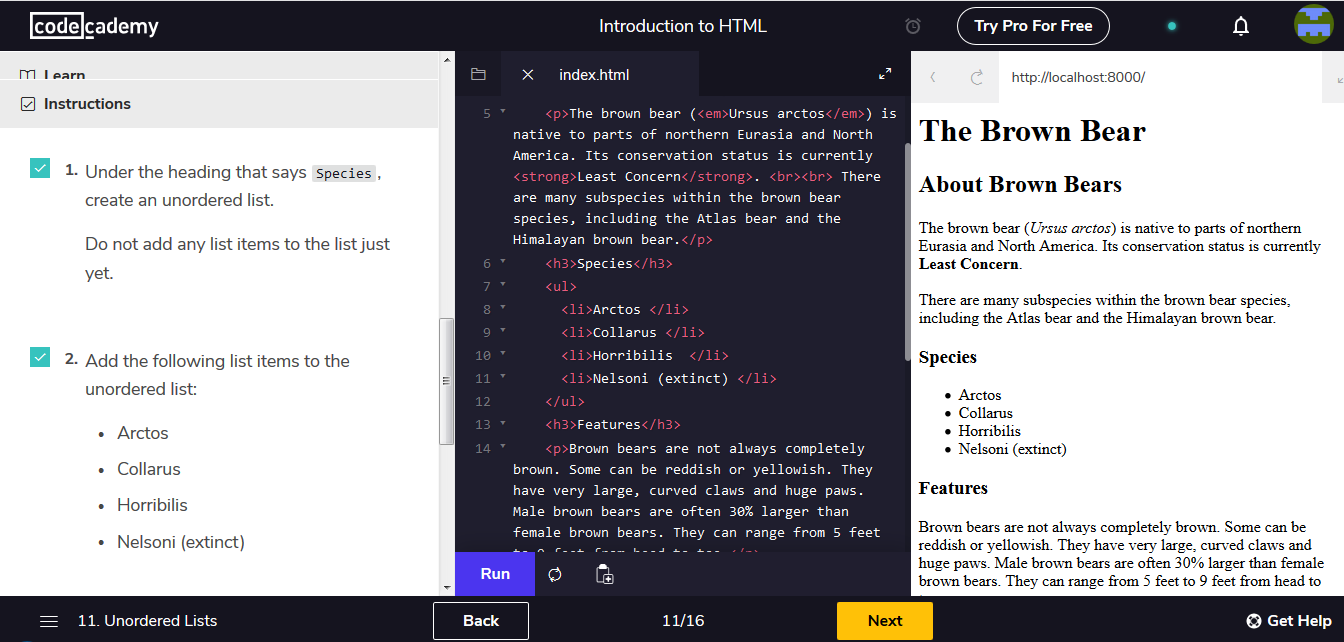 codecademy
Introduction to HTML
Try Pro For Free
Learn
Instructions
1. Under the heading that says Species,
create an unordered list.
Do not add any list items to the list just
yet.
2. Add the following list items to the
unordered list:
• Arctos
• Collarus
• Horribilis
• Nelsoni (extinct)
index.html
5 <p>The brown bear (<em>Ursus arctos</em>) is
native to parts of northern Eurasia and North
America. Its conservation status is currently
<strong>Least Concern</strong>. <br><br> There
are many subspecies within the brown bear
species, including the Atlas bear and the
Himalayan brown bear.</p>
6 <h3>Species</h3>
7 <ul>
8 <li>Arctos </li>
9 <li>Collarus </li>
10 <li>Horribilis  </li>
11 <li>Nelsoni (extinct) </li>
12 </ul>
13 <h3>Features</h3>
14 <p>Brown bears are not always completely
brown. Some can be reddish or yellowish. They
have very large, curved claws and huge paws.
Male brown bears are often 30% larger than
female brown bears. They can range from 5 feet
to 9 feet from head to toe.</p>
Run
http://localhost:8000/
The Brown Bear
About Brown Bears
The brown bear (Ursus arctos) is native to parts of northern
Eurasia and North America. Its conservation status is currently
Least Concern.
There are many subspecies within the brown bear species,
including the Atlas bear and the Himalayan brown bear.
Species
• Arctos
• Collarus
• Horribilis
• Nelsoni (extinct)
Features
Brown bears are not always completely brown. Some can be
reddish or yellowish. They have very large, curved claws and
huge paws. Male brown bears are often 30% larger than female
brown bears. They can range from 5 feet to 9 feet from head to
11. Unordered Lists
Back
11/16
Next
Get Help